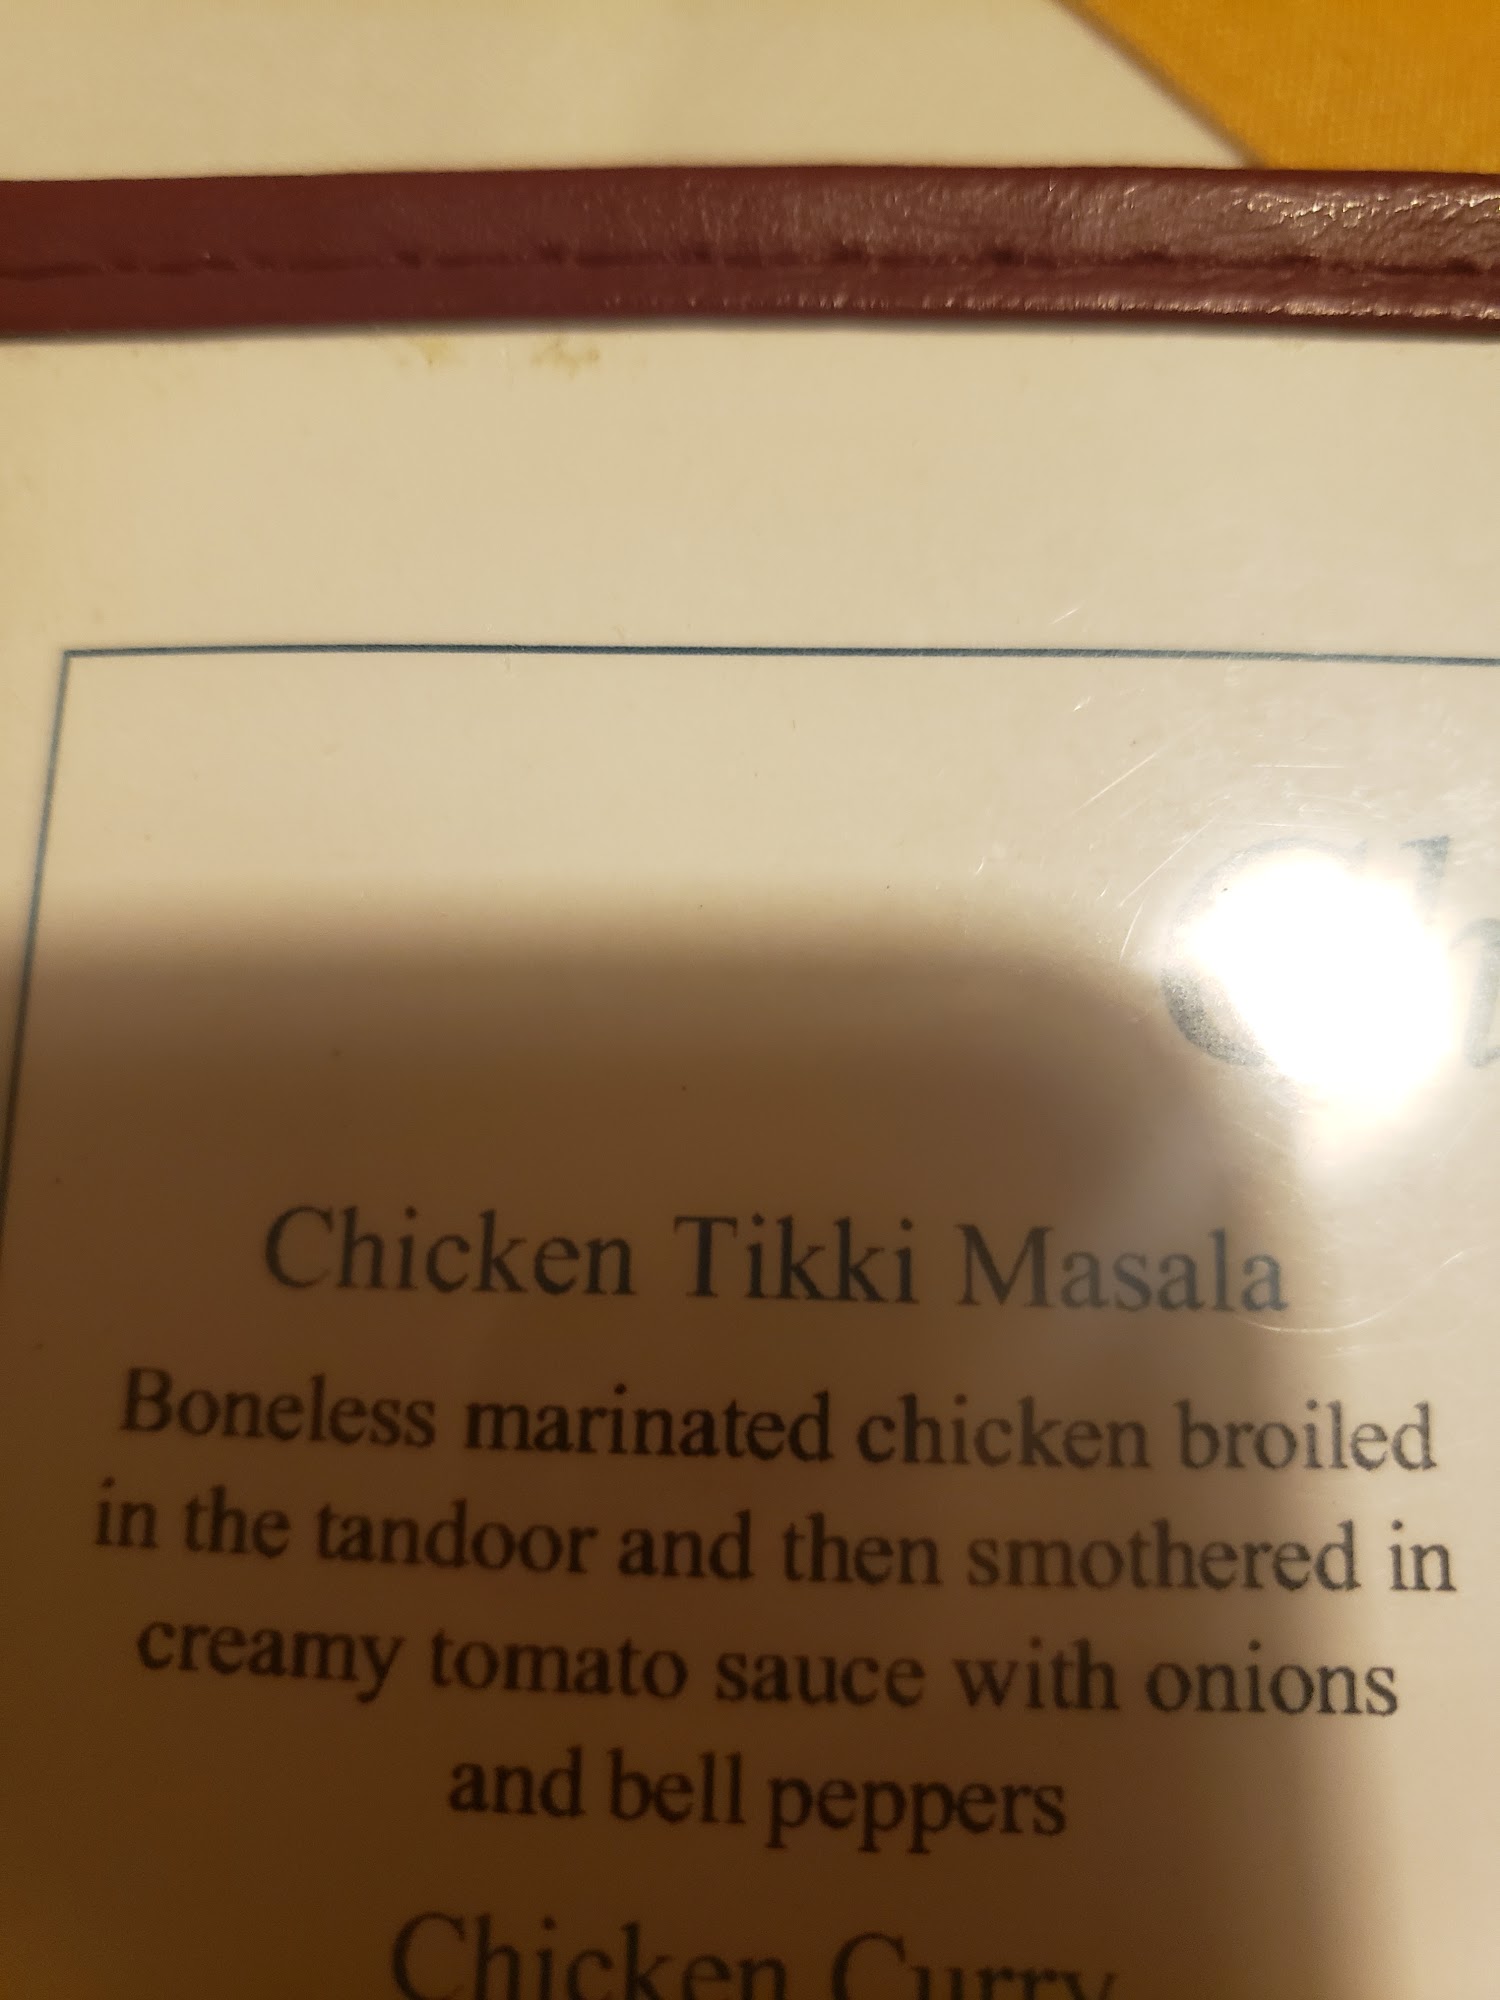 Chicken Tikki Masala
Boneless marinated chicken broiled
in the tandoor and then smothered in
creamy tomato sauce with onions
and bell peppers
Chicken Curry